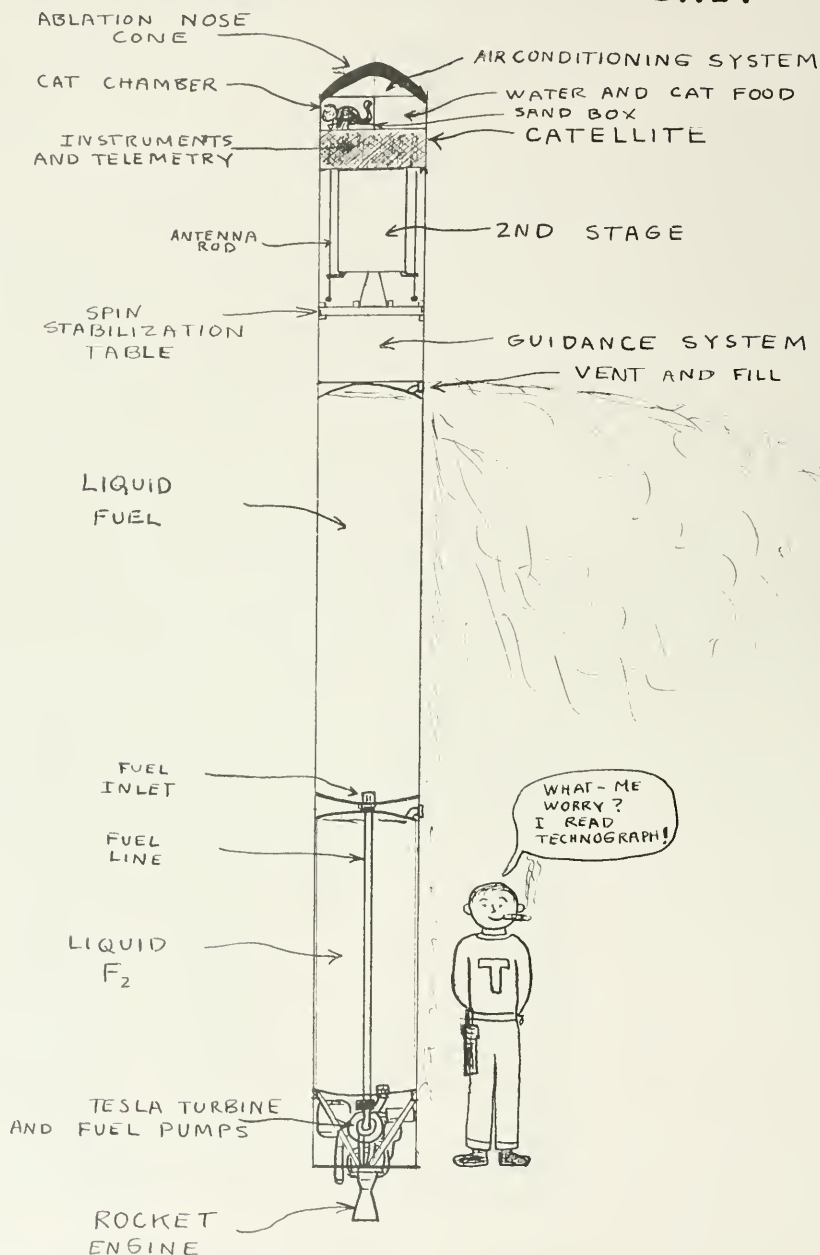 ABLATION NOSE
CONE
AIRCONDITIONING SYSTEM
CAT CHAMBER
WATER AND CAT FOOD
SAND BOX
INSTRUMENTS
AND TELEMETRY
CATELLITE
ANTENNA
ROD
2ND STAGE
SPIN
STABILIZATION
TABLE
GUIDANCE SYSTEM
VENT AND FILL
LIQUID
FUEL
FUEL
INLET
WHAT - ME
WORRY?
I READ
TECHNOGRAPH!
FUEL
LINE
LIQUID
F2
T
TESLA TURBINE
AND FUEL PUMPS
ROCKET
ENGINE